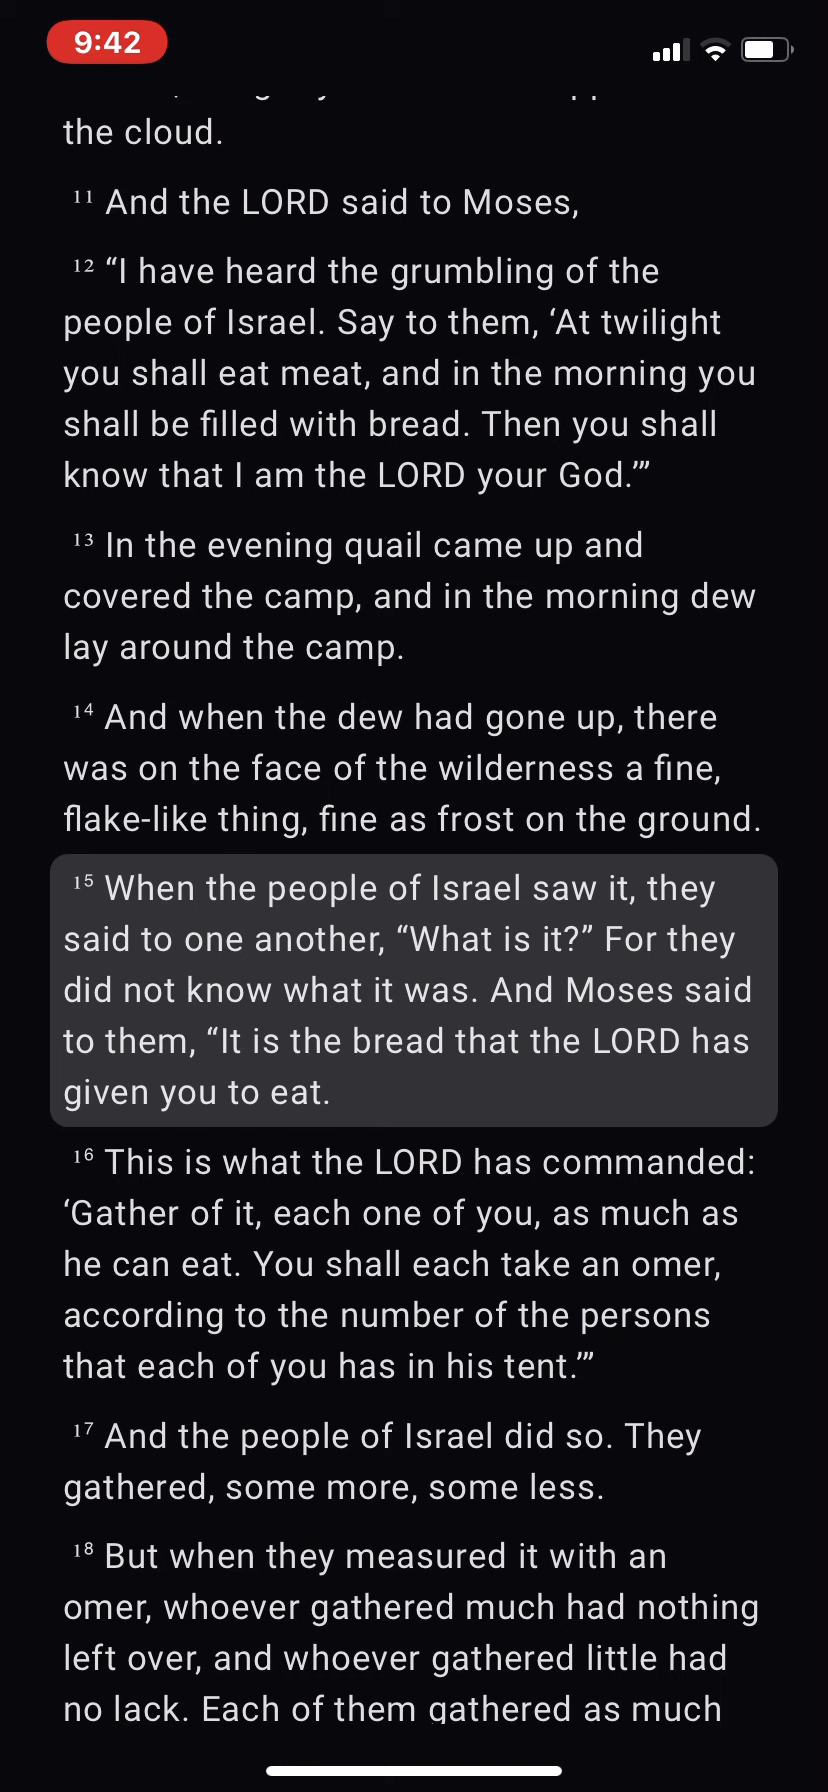 9:42
the cloud.
11 And the LORD said to Moses,
12 “I have heard the grumbling of the
people of Israel. Say to them, ‘At twilight
you shall eat meat, and in the morning you
shall be filled with bread. Then you shall
know that I am the LORD your God.’”
13 In the evening quail came up and
covered the camp, and in the morning dew
lay around the camp.
14 And when the dew had gone up, there
was on the face of the wilderness a fine,
flake-like thing, fine as frost on the ground.
15 When the people of Israel saw it, they
said to one another, “What is it?” For they
did not know what it was. And Moses said
to them, “It is the bread that the LORD has
given you to eat.
16 This is what the LORD has commanded:
‘Gather of it, each one of you, as much as
he can eat. You shall each take an omer,
according to the number of the persons
that each of you has in his tent.’”
17 And the people of Israel did so. They
gathered, some more, some less.
18 But when they measured it with an
omer, whoever gathered much had nothing
left over, and whoever gathered little had
no lack. Each of them gathered as much